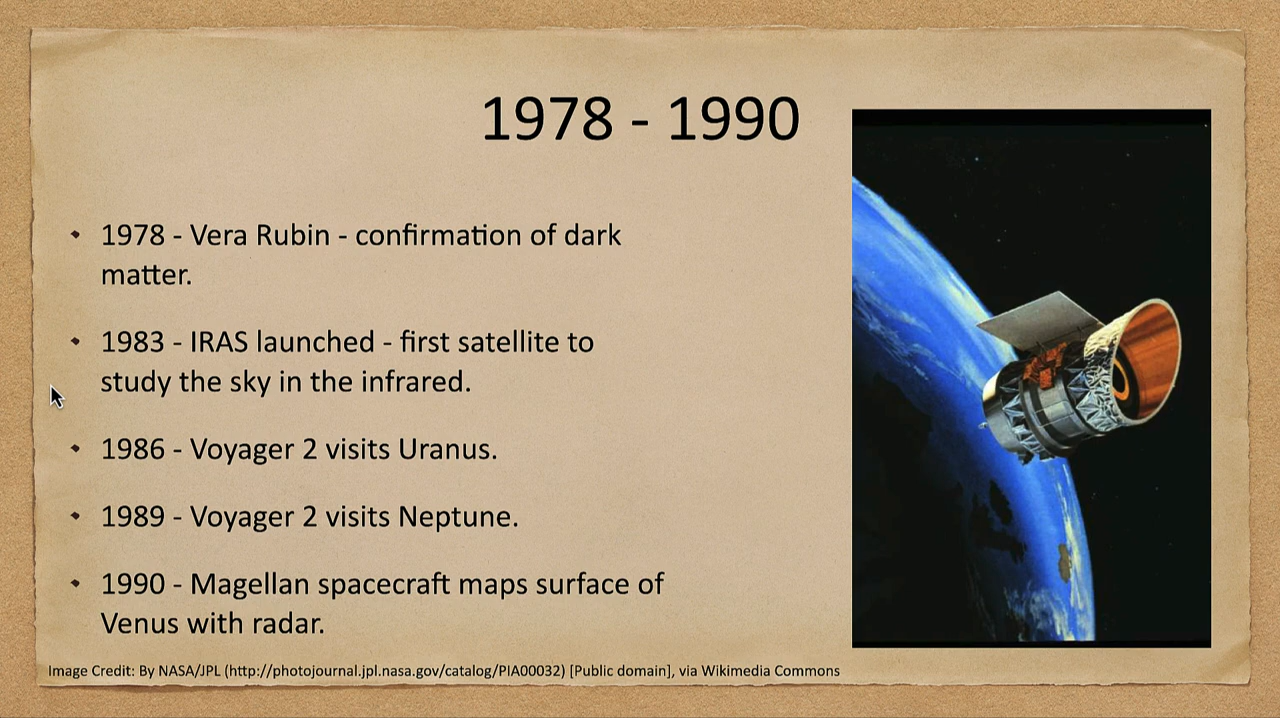 1978 - 1990
• 1978 - Vera Rubin - confirmation of dark
matter.
• 1983 - IRAS launched - first satellite to
study the sky in the infrared.
• 1986 - Voyager 2 visits Uranus.
• 1989 - Voyager 2 visits Neptune.
• 1990 - Magellan spacecraft maps surface of
Venus with radar.
Image Credit: By NASA/JPL (http://photojournal.jpl.nasa.gov/catalog/PIA00032) [Public domain], via Wikimedia Commons